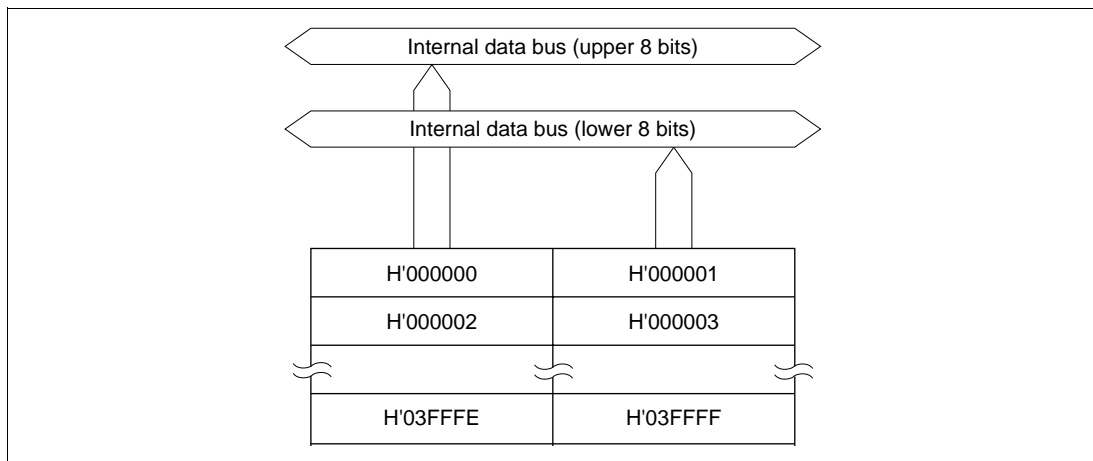 Internal data bus (upper 8 bits)
Internal data bus (lower 8 bits)
H'000000 H'000001
H'000002 H'000003
H'03FFFE H'03FFFF